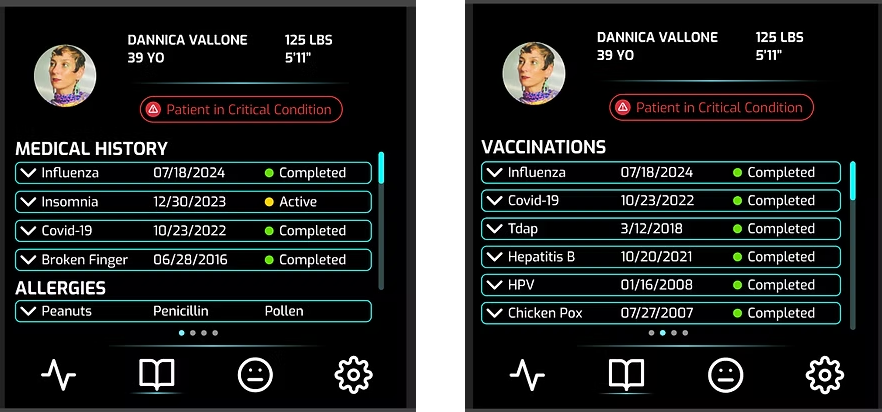 DANNICA VALLONE 125 LBS
39 YO 5'11"
Patient in Critical Condition
MEDICAL HISTORY
Influenza 07/18/2024 Completed
Insomnia 12/30/2023 Active
Covid-19 10/23/2022 Completed
Broken Finger 06/28/2016 Completed
ALLERGIES
Peanuts Penicillin Pollen
DANNICA VALLONE 125 LBS
39 YO 5'11"
Patient in Critical Condition
VACCINATIONS
Influenza 07/18/2024 Completed
Covid-19 10/23/2022 Completed
Tdap 3/12/2018 Completed
Hepatitis B 10/20/2021 Completed
HPV 01/16/2008 Completed
Chicken Pox 07/27/2007 Completed